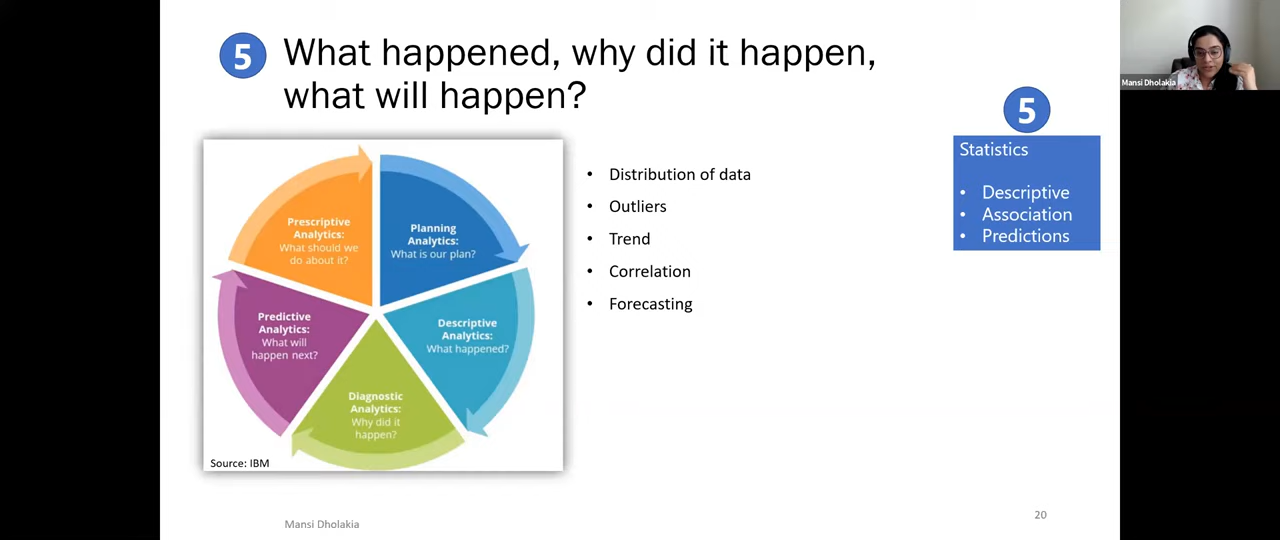 5
What happened, why did it happen,
what will happen?
Mansi Dholakia
5
Statistics
• Descriptive
• Association
• Predictions
Prescriptive
Analytics:
What should we
do about it?
Planning
Analytics:
What is our plan?
Predictive
Analytics:
What will
happen next?
Descriptive
Analytics:
What happened?
Diagnostic
Analytics:
Why did it
happen?
Source: IBM
• Distribution of data
• Outliers
• Trend
• Correlation
• Forecasting
Mansi Dholakia
20